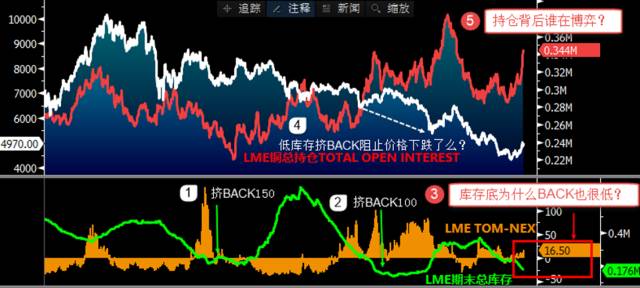 追踪 注释 新闻 缩放
10000
9000
8000
7000
6000
4970.00
4000
⑤ 持仓背后谁在博弈？
0.36M
0.344M
0.32M
0.3M
0.28M
0.26M
0.24M
0.22M
④
低库存挤BACK阻止价格下跌了么？
LME铜总持仓TOTAL OPEN INTEREST
1 挤BACK150
2 挤BACK100
③ 库存底为什么BACK也很低？
LME TOM-NEX
100
50
16.50
0.4M
-50
0.176M
LME期末总库存